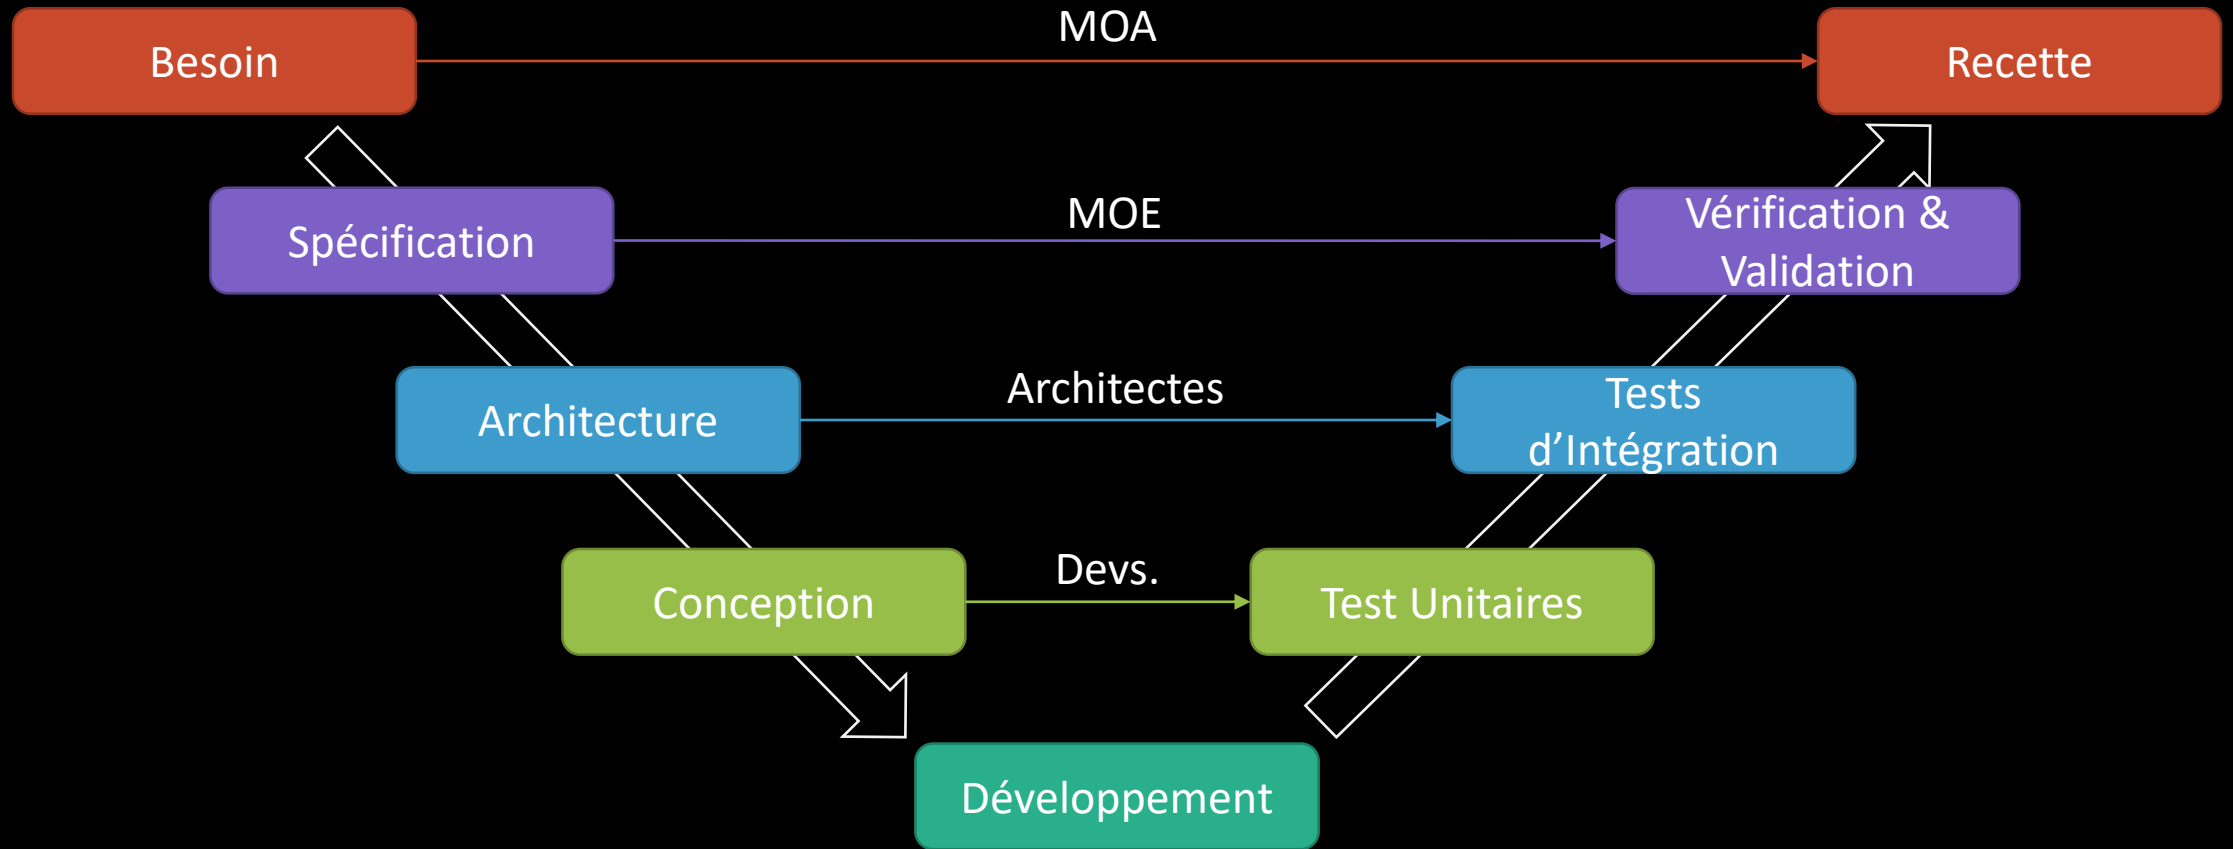 Besoin
MOA
Recette
Spécification
MOE
Vérification &
Validation
Architecture
Architectes
Tests
d’Intégration
Conception
Devs.
Test Unitaires
Développement